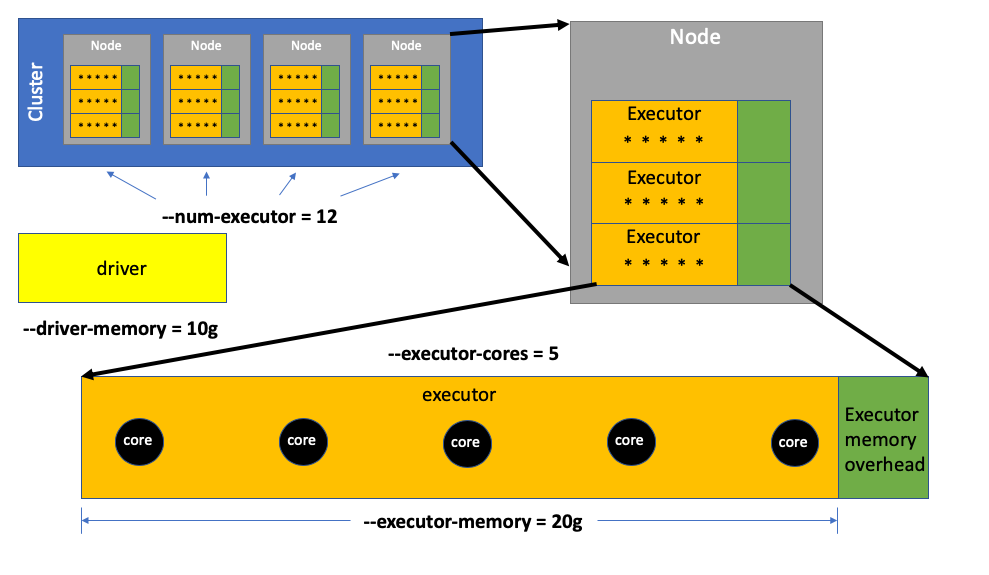 Cluster
Node
* * * * *
* * * * *
* * * * *
Node
* * * * *
* * * * *
* * * * *
Node
* * * * *
* * * * *
* * * * *
Node
* * * * *
* * * * *
* * * * *
--num-executor = 12
Node
Executor
* * * * *
Executor
* * * * *
Executor
* * * * *
driver
--driver-memory = 10g
--executor-cores = 5
executor
core core core core core
Executor
memory
overhead
--executor-memory = 20g